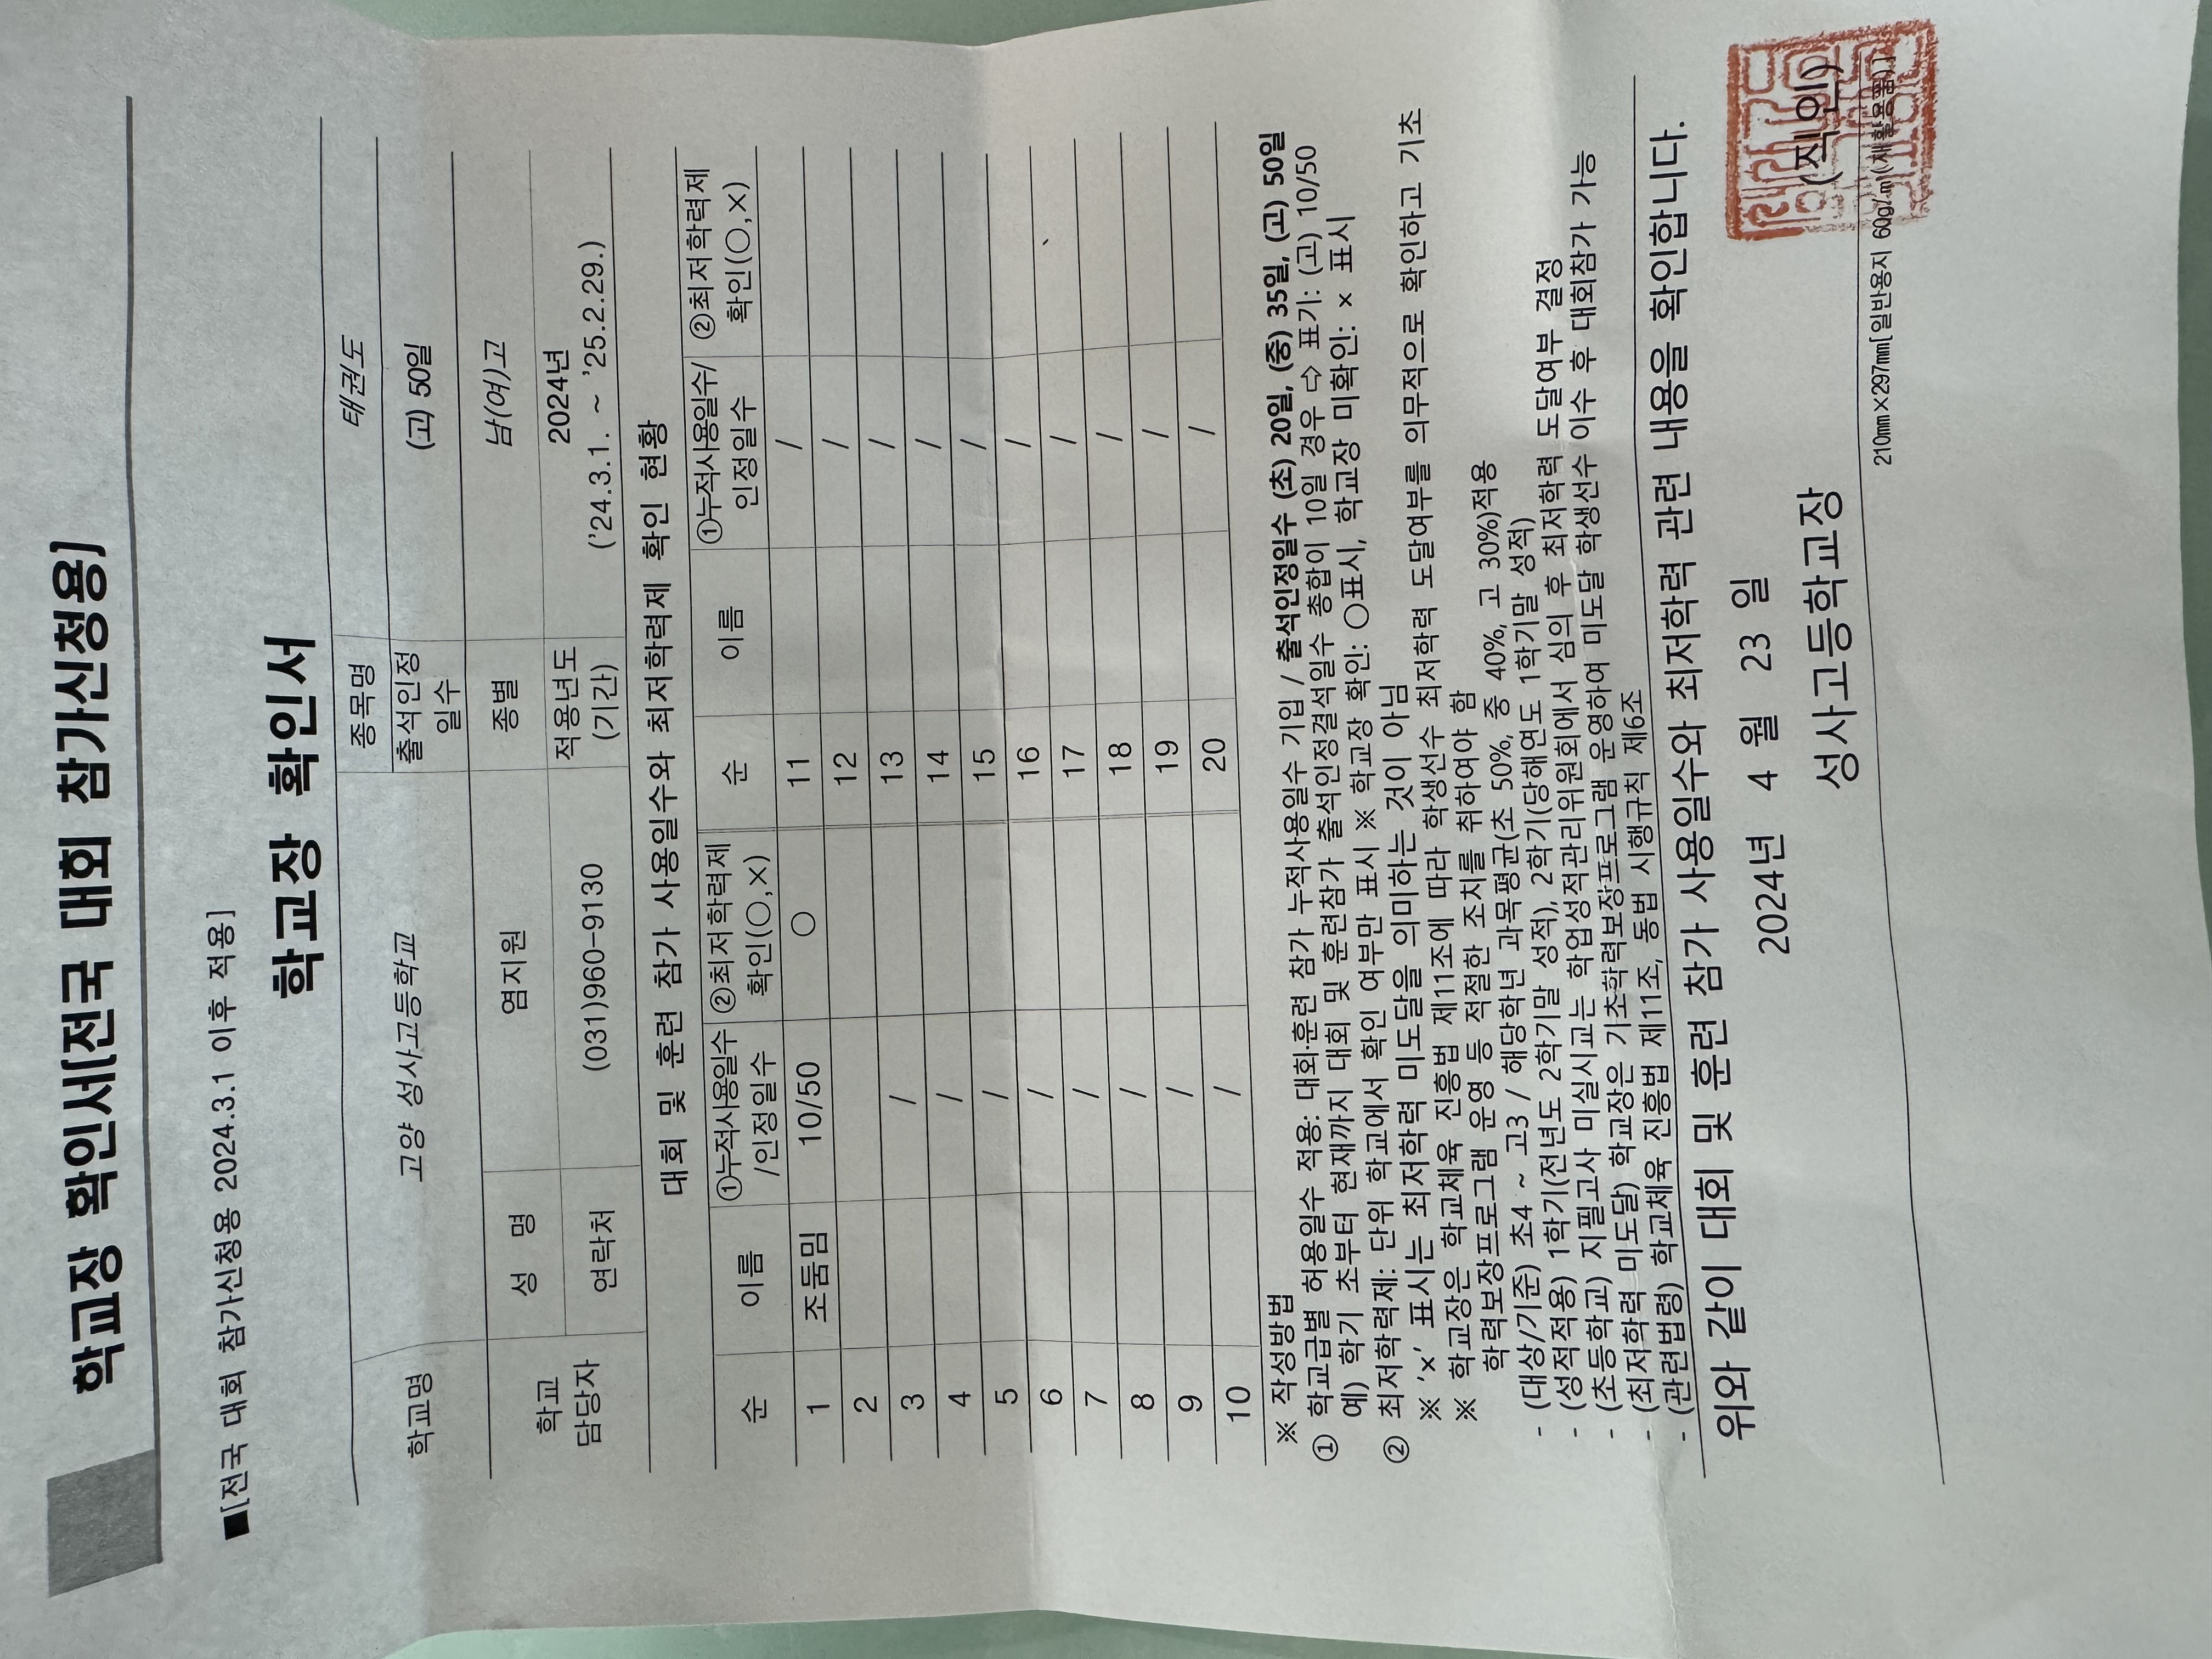 학교장 확인서[전국 대회 참가신청용]
■[전국 대회 참가신청용 2024.3.1 이후 적용]
학교장 확인서
학교명 고양 성사고등학교 종목명 태권도
출석인정 일수 (고) 50일
학교 담당자 성 명 염지원 종별 남(여)고
연락처 (031)960-9130 적용년도 (기간) 2024년 ('24.3.1. ~ '25.2.29.)
대회 및 훈련 참가 사용일수와 최저학력제 확인 현황
순 이름 ①누적사용일수 /인정일수 ②최저학력제 확인(○,×) 순 이름 ①누적사용일수/ 인정일수 ②최저학력제 확인(○,×)
1 조둠밈 10/50 ○ 11 /
2 12 /
3 / 13 /
4 / 14 /
5 / 15 /
6 / 16 /
7 / 17 /
8 / 18 /
9 / 19 /
10 / 20 /
※ 작성방법
① 학교급별 허용일수 적용: 대회·훈련 참가 누적사용일수 기입 / 출석인정일수 (초) 20일, (중) 35일, (고) 50일
예) 학기 초부터 현재까지 대회 및 훈련참가 출석인정결석일수 총합이 10일 경우 ⇨ 표기: (고) 10/50
② 최저학력제: 단위 학교에서 확인 여부만 표시 ※ 학교장 확인: ○표시, 학교장 미확인: × 표시
※ '×' 표시는 최저학력 미도달을 의미하는 것이 아님
※ 학교장은 학교체육 진흥법 제11조에 따라 학생선수 최저학력 도달여부를 의무적으로 확인하고 기초
학력보장프로그램 운영 등 적절한 조치를 취하여야 함
- (대상/기준) 초4 ~ 고3 / 해당학년 과목평균(초 50%, 중 40%, 고 30%)적용
- (성적적용) 1학기(전년도 2학기말 성적), 2학기(당해연도 1학기말 성적)
- (초등학교) 지필고사 미실시교는 학업성적관리위원회에서 심의 후 최저학력 도달여부 결정
- (최저학력 미도달) 학교장은 기초학력보장프로그램 운영하여 미도달 학생선수 이수 후 대회참가 가능
- (관련법령) 학교체육 진흥법 제11조, 동법 시행규칙 제6조
위와 같이 대회 및 훈련 참가 사용일수와 최저학력 관련 내용을 확인합니다.
2024년 4 월 23 일
성사고등학교장 (직인)
210㎜×297㎜[일반용지 60g/㎡(재활용품)]